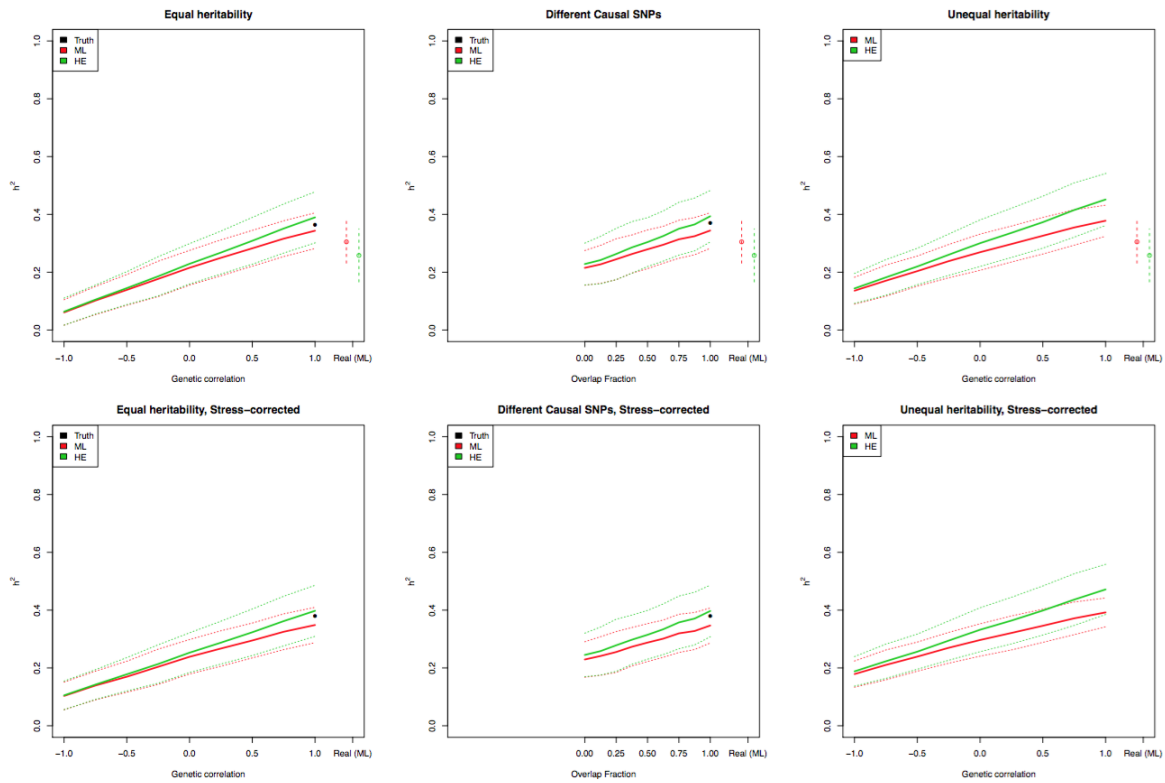 Equal heritability
Truth
ML
HE
h²
0.0 0.2 0.4 0.6 0.8 1.0
−1.0 −0.5 0.0 0.5 1.0 Real (ML)
Genetic correlation
Different Causal SNPs
Truth
ML
HE
h²
0.0 0.2 0.4 0.6 0.8 1.0
0.00 0.25 0.50 0.75 1.00 Real (ML)
Overlap Fraction
Unequal heritability
ML
HE
h²
0.0 0.2 0.4 0.6 0.8 1.0
−1.0 −0.5 0.0 0.5 1.0 Real (ML)
Genetic correlation
Equal heritability, Stress−corrected
Truth
ML
HE
h²
0.0 0.2 0.4 0.6 0.8 1.0
−1.0 −0.5 0.0 0.5 1.0 Real (ML)
Genetic correlation
Different Causal SNPs, Stress−corrected
Truth
ML
HE
h²
0.0 0.2 0.4 0.6 0.8 1.0
0.00 0.25 0.50 0.75 1.00 Real (ML)
Overlap Fraction
Unequal heritability, Stress−corrected
ML
HE
h²
0.0 0.2 0.4 0.6 0.8 1.0
−1.0 −0.5 0.0 0.5 1.0 Real (ML)
Genetic correlation